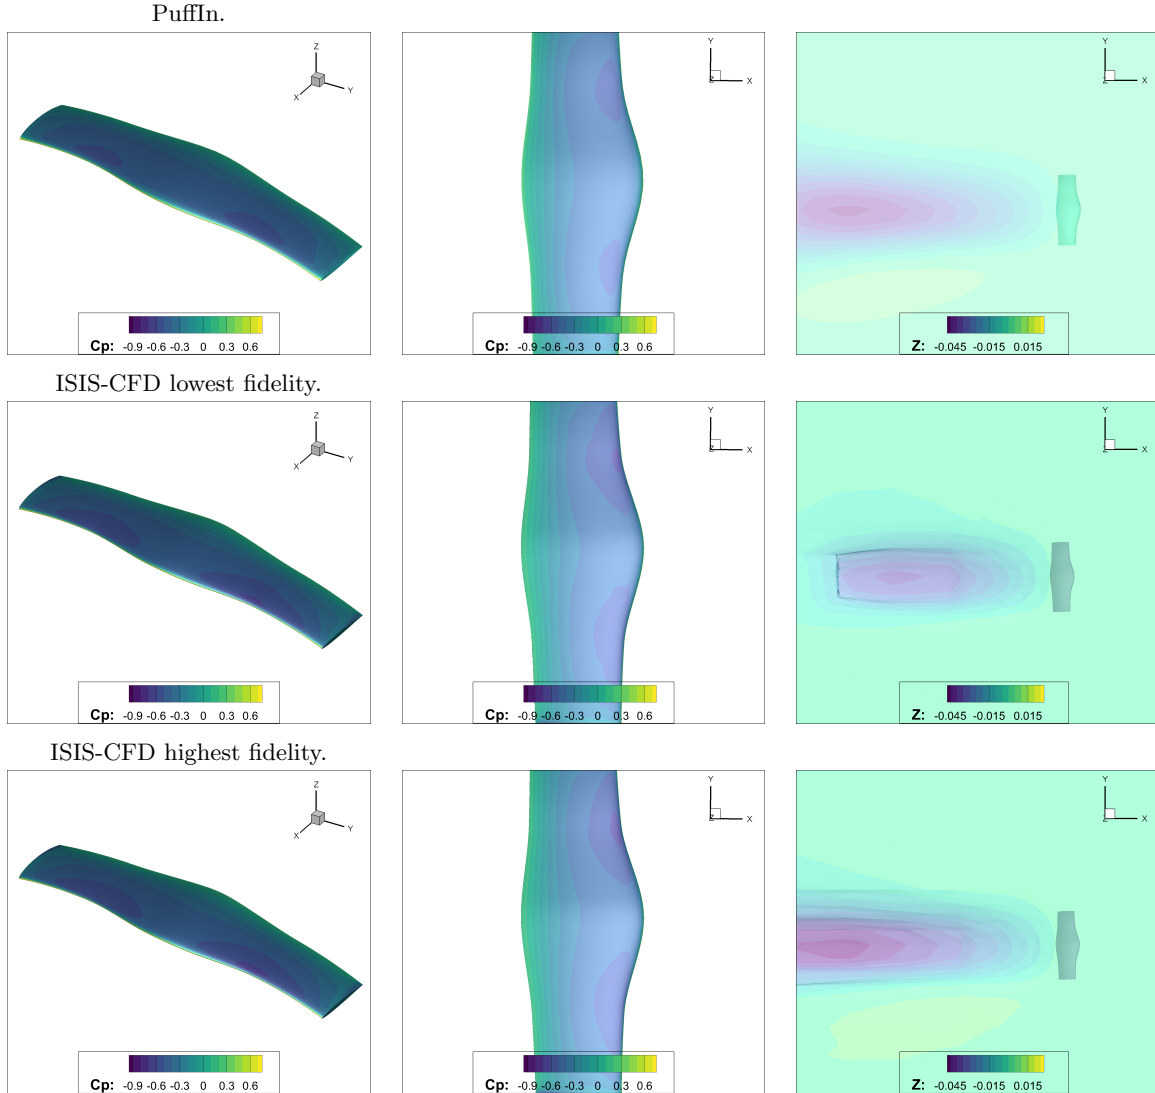 PuffIn.
Z
X
Y
Cp: -0.9 -0.6 -0.3 0 0.3 0.6
Y
Z
X
Cp: -0.9 -0.6 -0.3 0 0.3 0.6
Y
Z
X
Z: -0.045 -0.015 0.015
ISIS-CFD lowest fidelity.
Z
X
Y
Cp: -0.9 -0.6 -0.3 0 0.3 0.6
Y
Z
X
Cp: -0.9 -0.6 -0.3 0 0.3 0.6
Y
Z
X
Z: -0.045 -0.015 0.015
ISIS-CFD highest fidelity.
Z
X
Y
Cp: -0.9 -0.6 -0.3 0 0.3 0.6
Y
Z
X
Cp: -0.9 -0.6 -0.3 0 0.3 0.6
Y
Z
X
Z: -0.045 -0.015 0.015